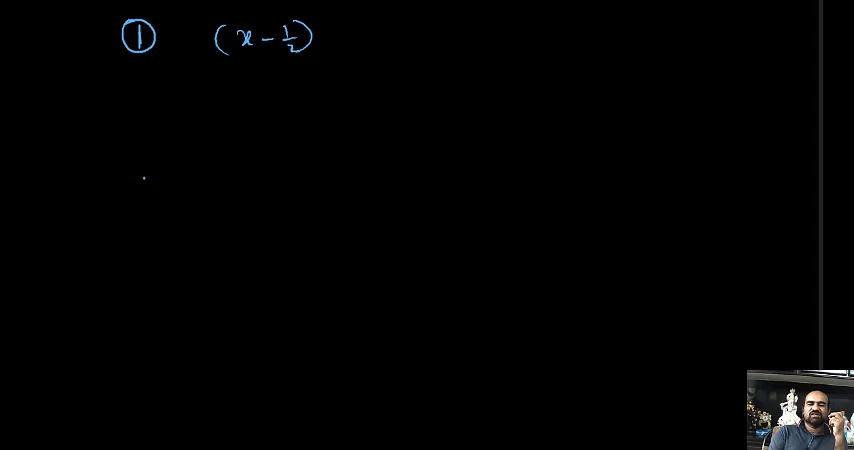 ① (x - 1/2)